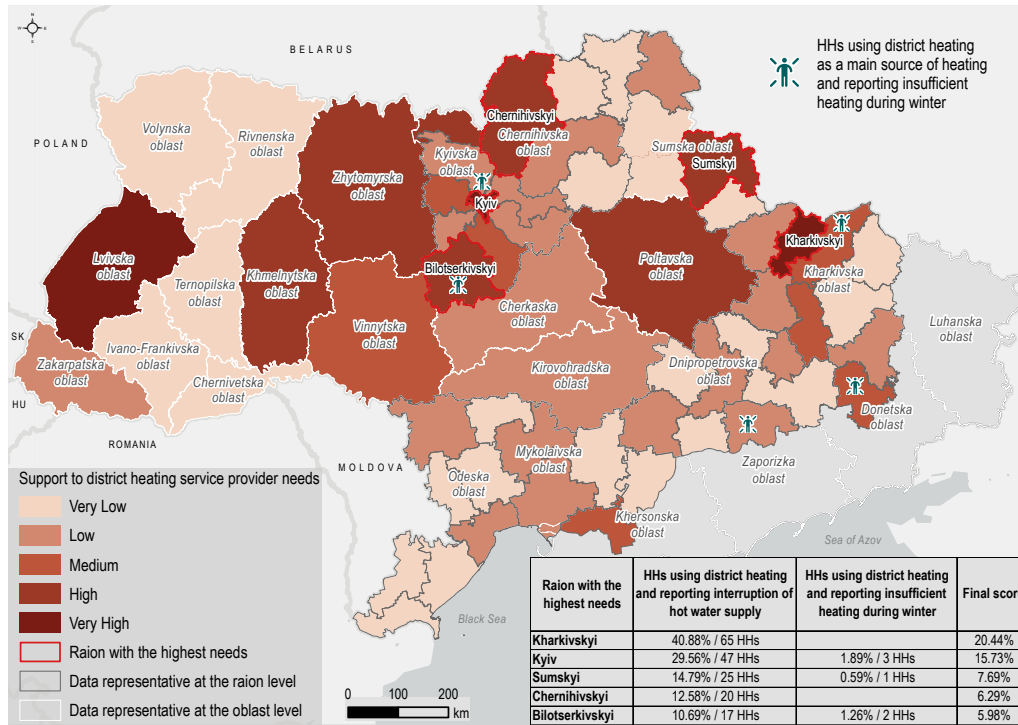 N
W
E
S
BELARUS
POLAND
SK
HU
ROMANIA
MOLDOVA
HHs using district heating
as a main source of heating
and reporting insufficient
heating during winter
Volynska
oblast
Rivnenska
oblast
Zhytomyrska
oblast
Kyivska
oblast
Chernihivskyi
Chernihivska
oblast
Sumska oblast
Sumskyi
Kyiv
Lvivska
oblast
Ternopilska
oblast
Khmelnytska
oblast
Bilotserkivskyi
Poltavska
oblast
Kharkivskyi
Kharkivska
oblast
Luhanska
oblast
Vinnytska
oblast
Cherkaska
oblast
Zakarpatska
oblast
Ivano-Frankivska
oblast
Chernivetska
oblast
Kirovohradska
oblast
Dnipropetrovska
oblast
Donetska
oblast
Odeska
oblast
Mykolaivska
oblast
Zaporizka
oblast
Khersonska
oblast
Sea of Azov
Black Sea
Support to district heating service provider needs
Very Low
Low
Medium
High
Very High
Raion with the highest needs
Data representative at the raion level
Data representative at the oblast level
0 100 200
km
Raion with the
highest needs
HHs using district heating
and reporting interruption of
hot water supply
HHs using district heating
and reporting insufficient
heating during winter
Final score
Kharkivskyi 40.88% / 65 HHs 20.44%
Kyiv 29.56% / 47 HHs 1.89% / 3 HHs 15.73%
Sumskyi 14.79% / 25 HHs 0.59% / 1 HHs 7.69%
Chernihivskyi 12.58% / 20 HHs 6.29%
Bilotserkivskyi 10.69% / 17 HHs 1.26% / 2 HHs 5.98%